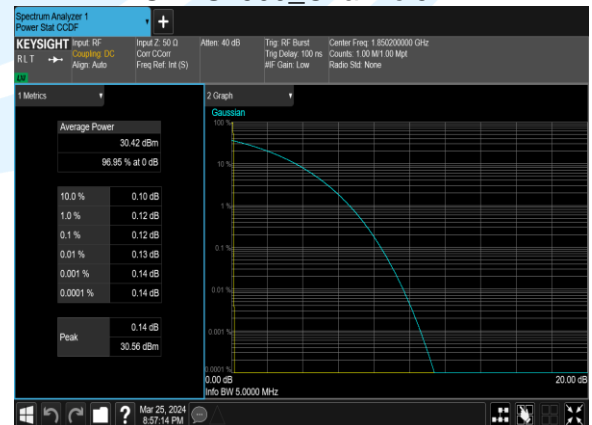 Spectrum Analyzer 1
Power Stat CCDF
KEYSIGHT
RLT
Input: RF
Coupling: DC
Align: Auto
Input Z: 50 Ω
Corr CCorr
Freq Ref: Int (S)
Atten: 40 dB
Trig: RF Burst
Trig Delay: 100 ns
#IF Gain: Low
Center Freq: 1.850200000 GHz
Counts: 1.00 M/1.00 Mpt
Radio Std: None
1 Metrics
Average Power
30.42 dBm
96.95 % at 0 dB
10.0 % 0.10 dB
1.0 % 0.12 dB
0.1 % 0.12 dB
0.01 % 0.13 dB
0.001 % 0.14 dB
0.0001 % 0.14 dB
Peak
0.14 dB
30.56 dBm
2 Graph
Gaussian
100 %
10 %
1 %
0.1 %
0.01 %
0.001 %
0.0001 %
0.00 dB 20.00 dB
Info BW 5.0000 MHz
Mar 25, 2024
8:57:14 PM